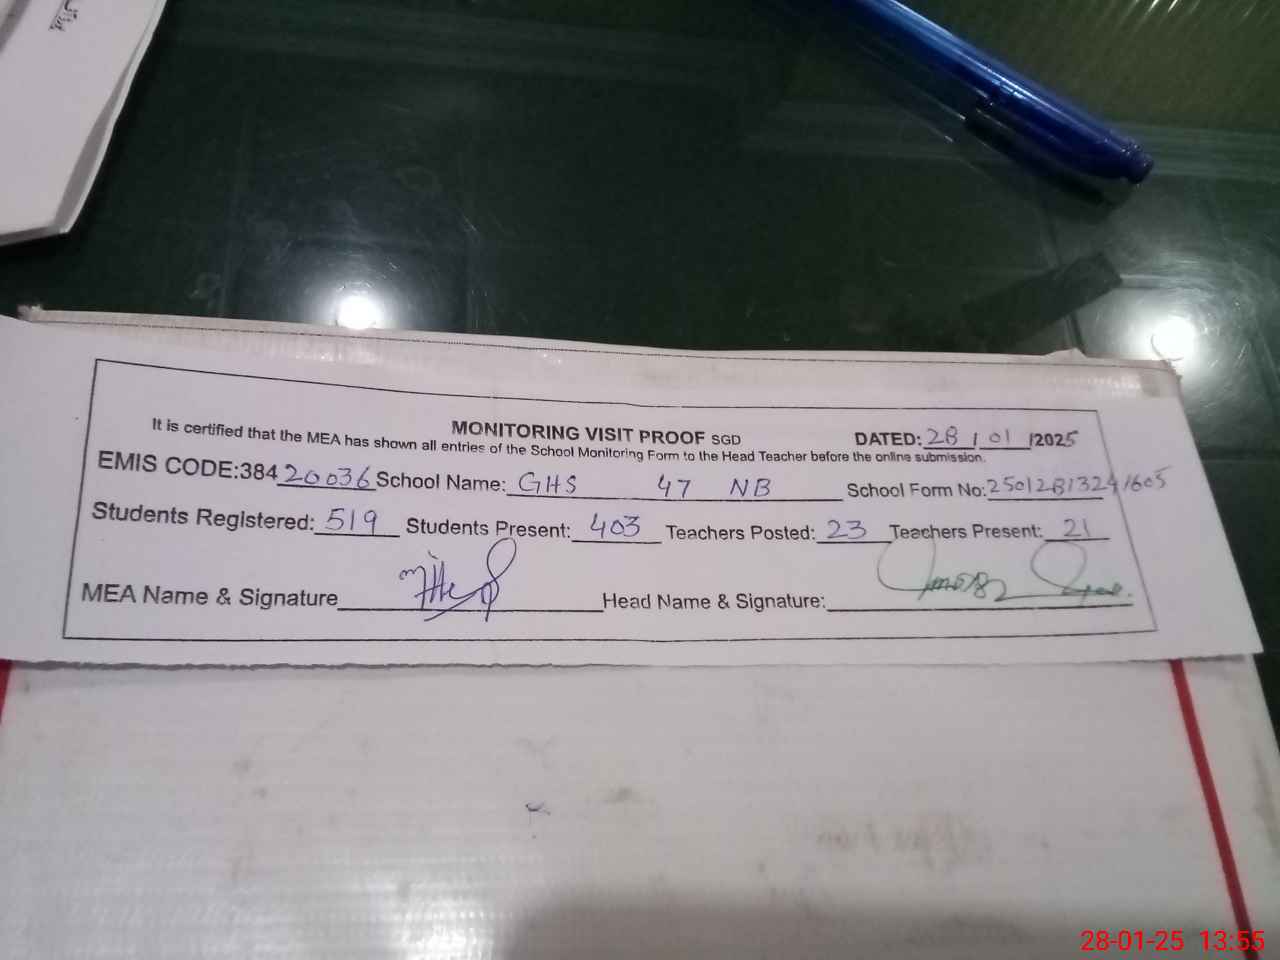 MONITORING VISIT PROOF SGD DATED: 28 / 01 /2025
It is certified that the MEA has shown all entries of the School Monitoring Form to the Head Teacher before the online submission.
EMIS CODE:384 20036 School Name: GHS 47 NB School Form No: 25012813241605
Students Registered: 519 Students Present: 403 Teachers Posted: 23 Teachers Present: 21
MEA Name & Signature Head Name & Signature:
28-01-25 13:55